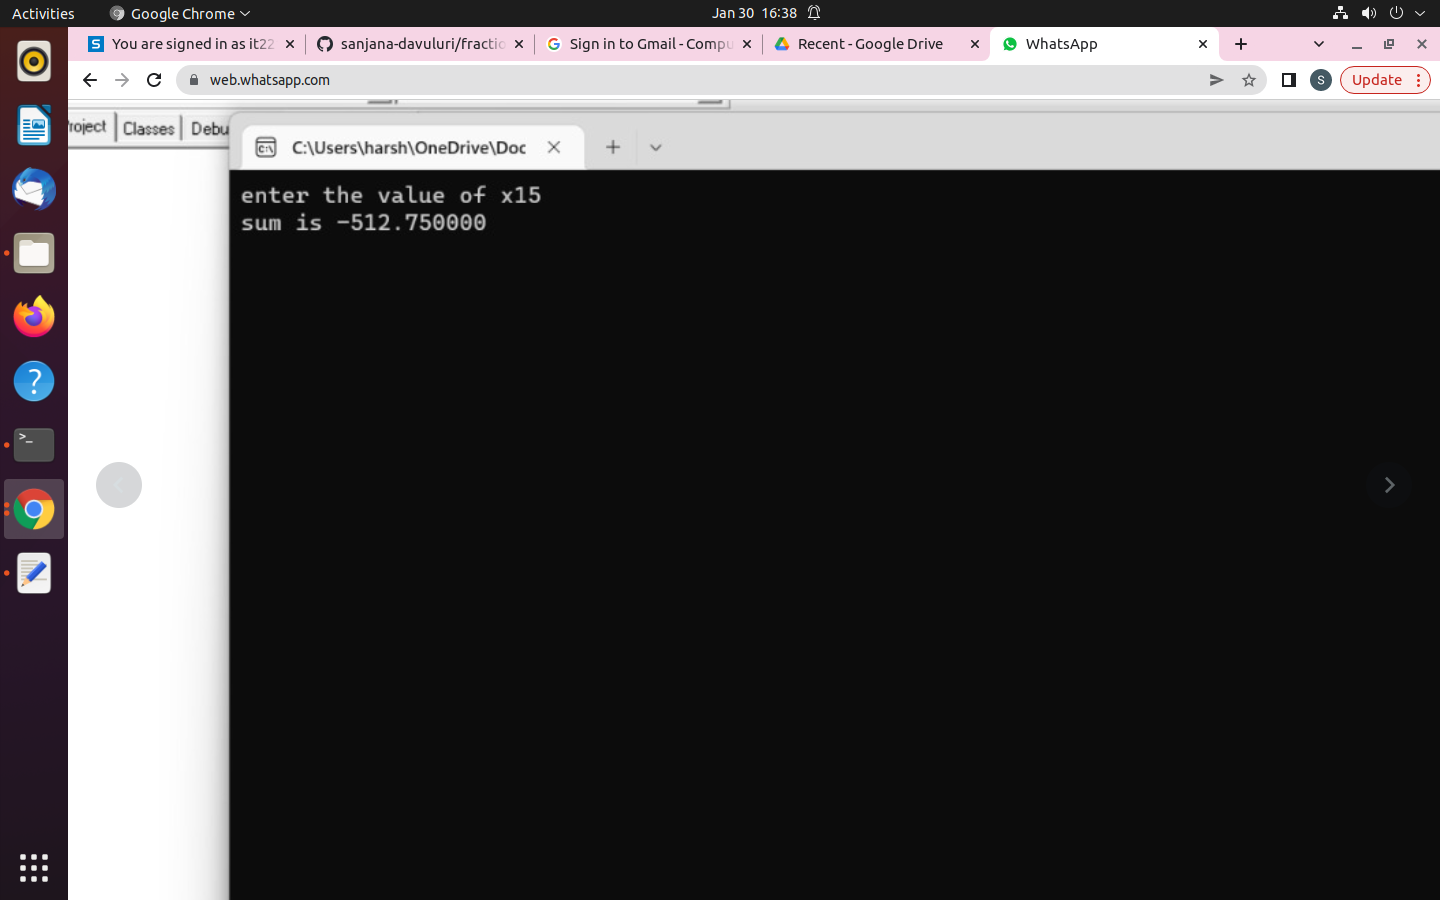 Activities
Google Chrome
Jan 30 16:38
You are signed in as it22
sanjana-davuluri/fractio
Sign in to Gmail - Compu
Recent - Google Drive
WhatsApp
web.whatsapp.com
S
Update
roject
Classes
Debu
C:\Users\harsh\OneDrive\Doc
enter the value of x15
sum is -512.750000